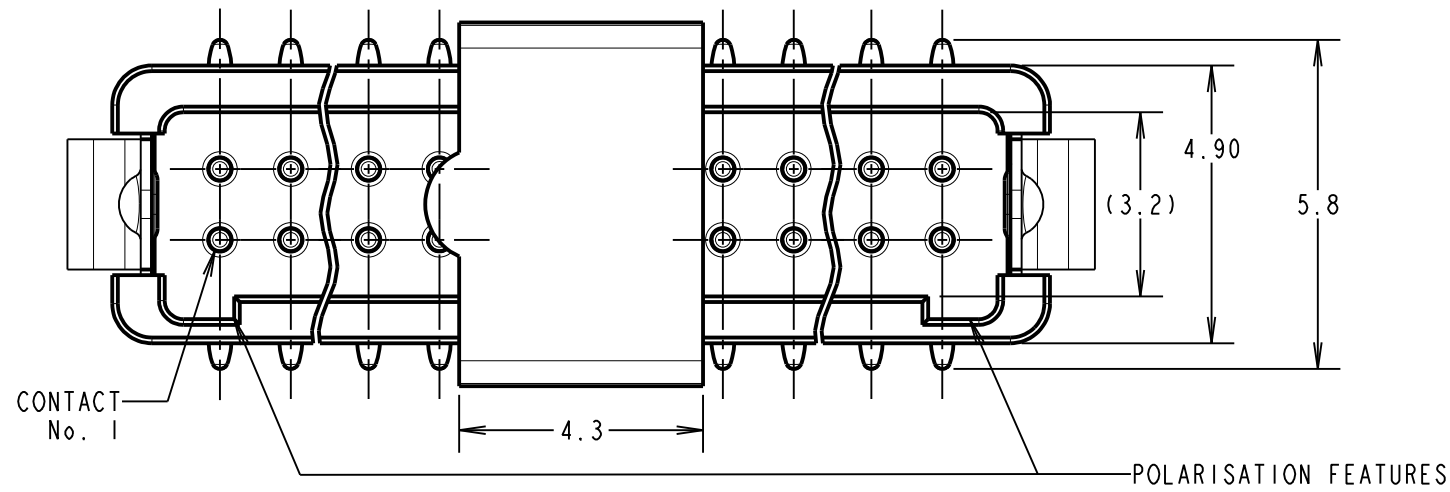 4.90
(3.2)
5.8
CONTACT
No. 1
4.3
POLARISATION FEATURES